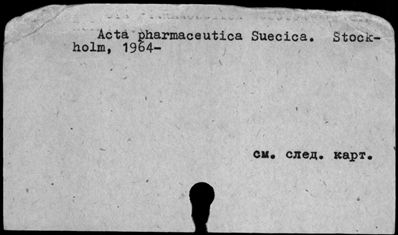 Acta pharmaceutica Suecica. Stock-
holm, 1964-
см. след. карт.